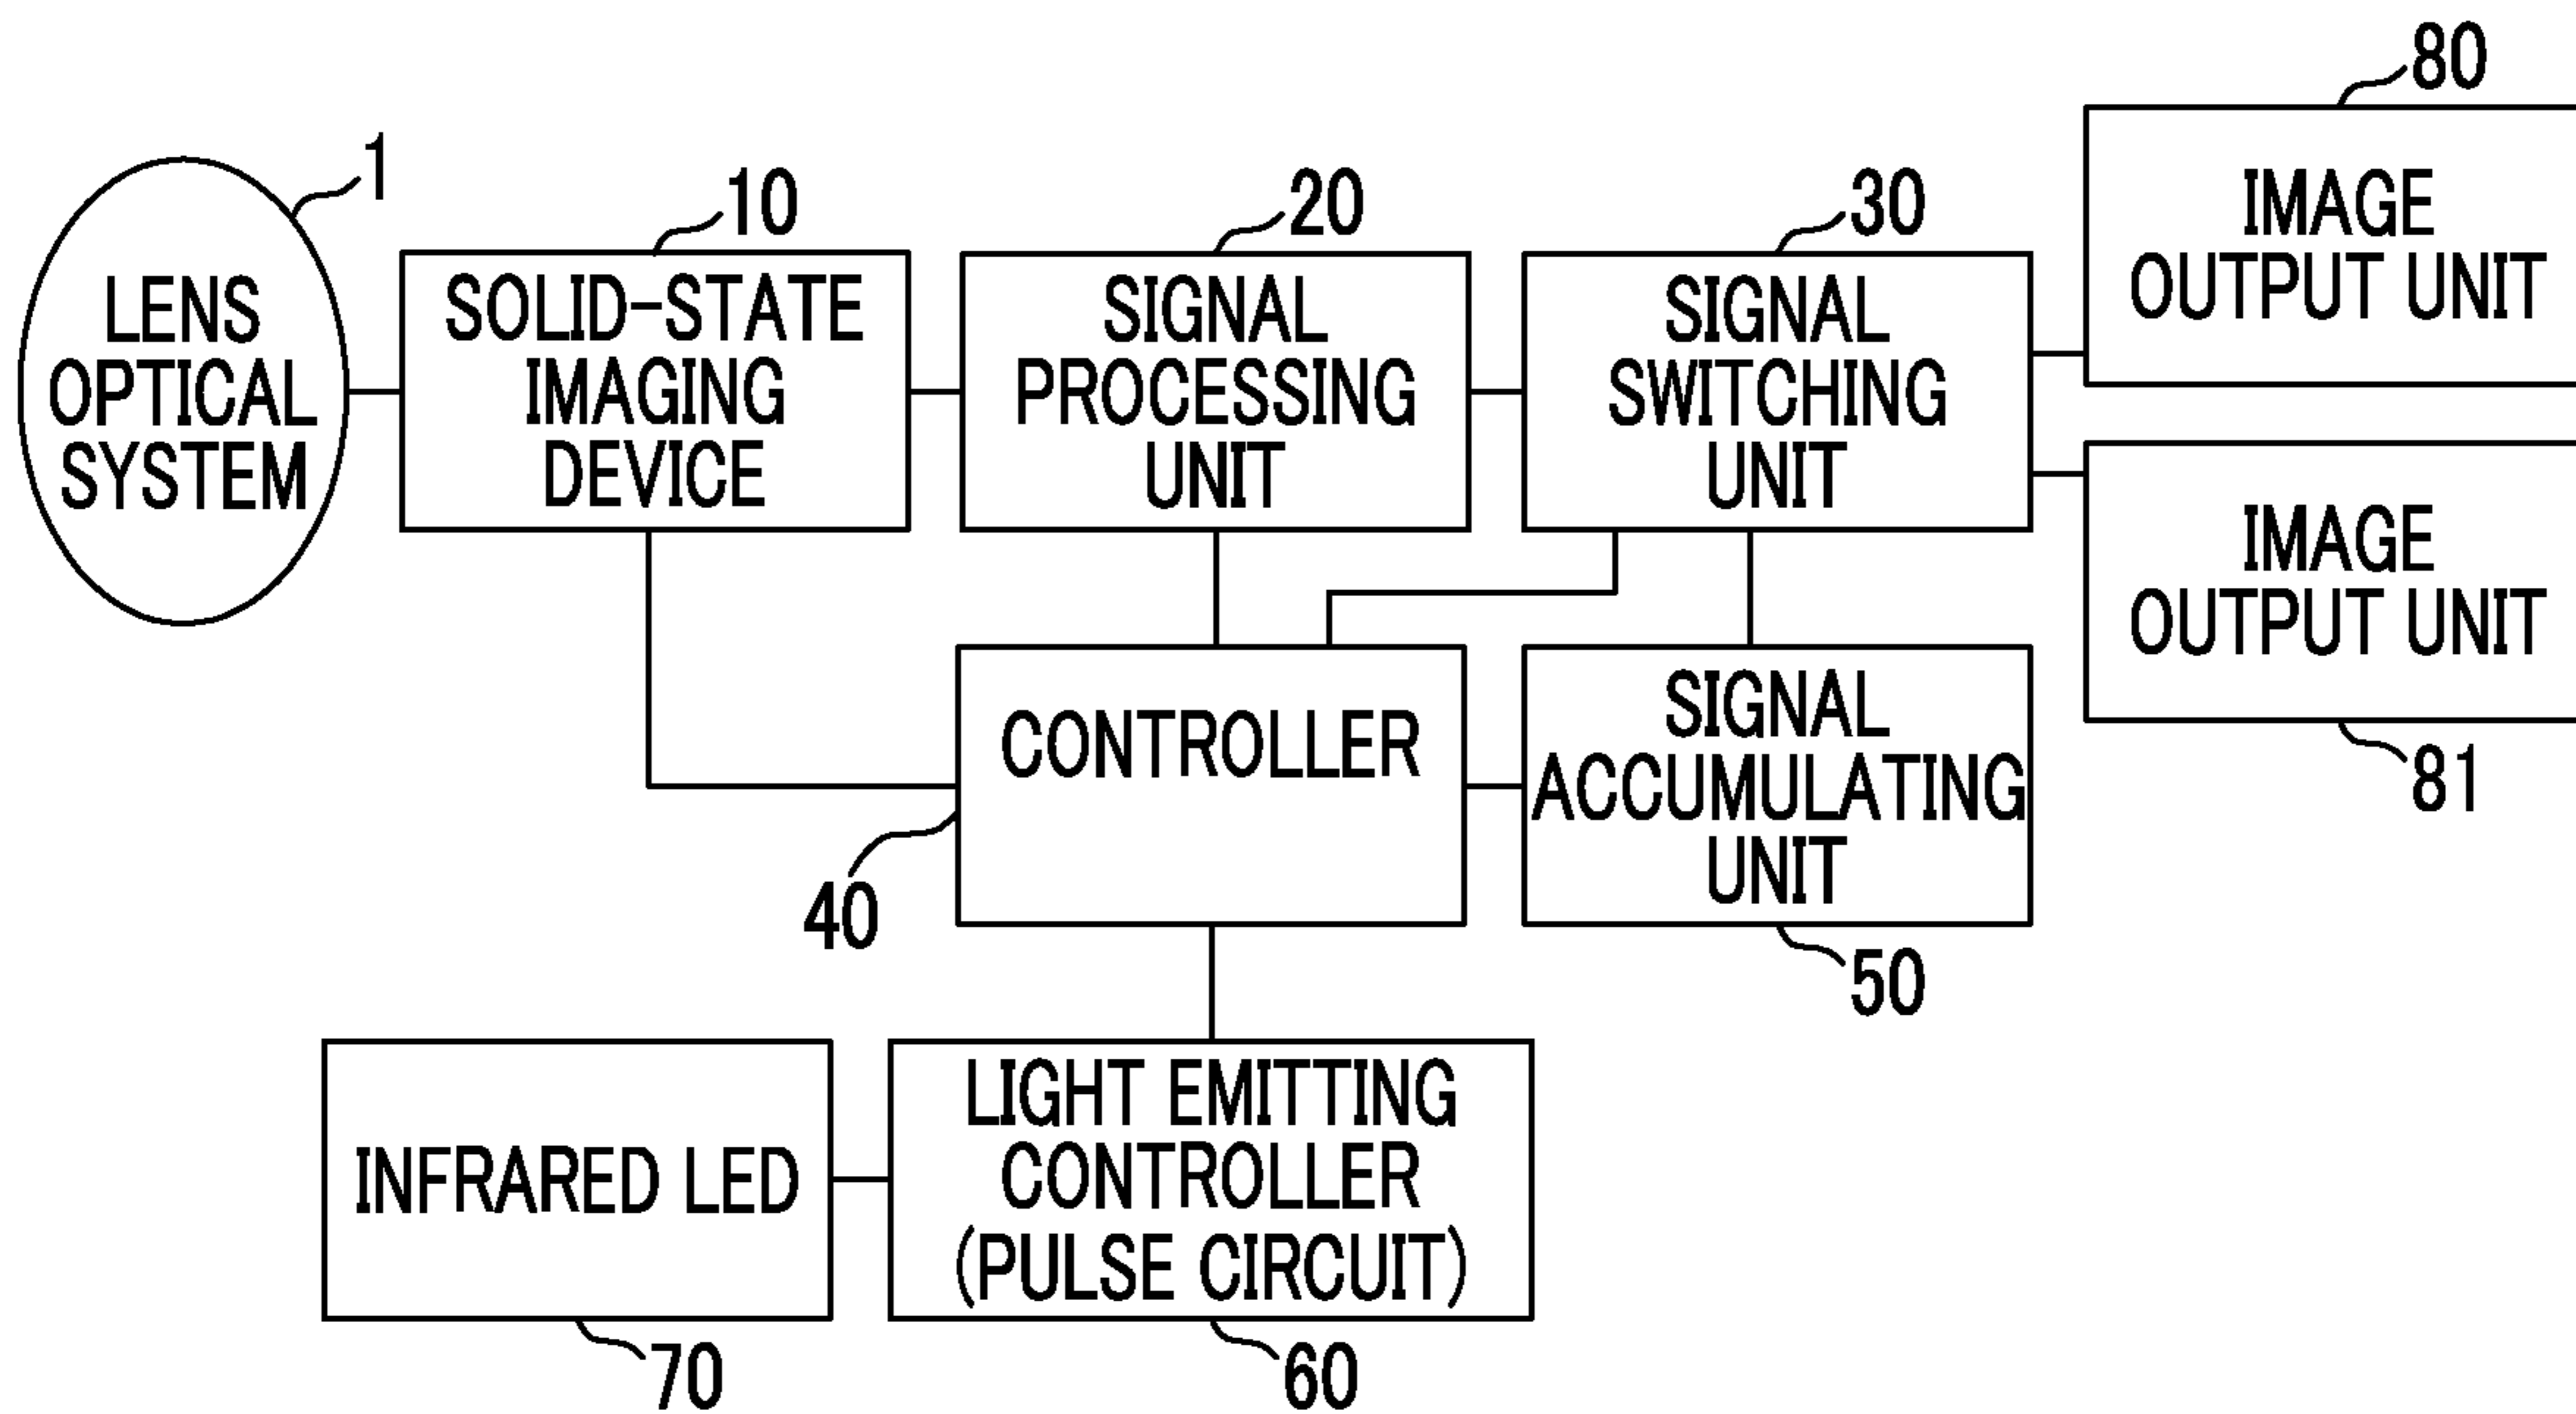 80
1
10
20
30
IMAGE
OUTPUT UNIT
LENS
OPTICAL
SYSTEM
SOLID-STATE
IMAGING
DEVICE
SIGNAL
PROCESSING
UNIT
SIGNAL
SWITCHING
UNIT
IMAGE
OUTPUT UNIT
81
CONTROLLER
40
SIGNAL
ACCUMULATING
UNIT
50
INFRARED LED
70
LIGHT EMITTING
CONTROLLER
(PULSE CIRCUIT)
60